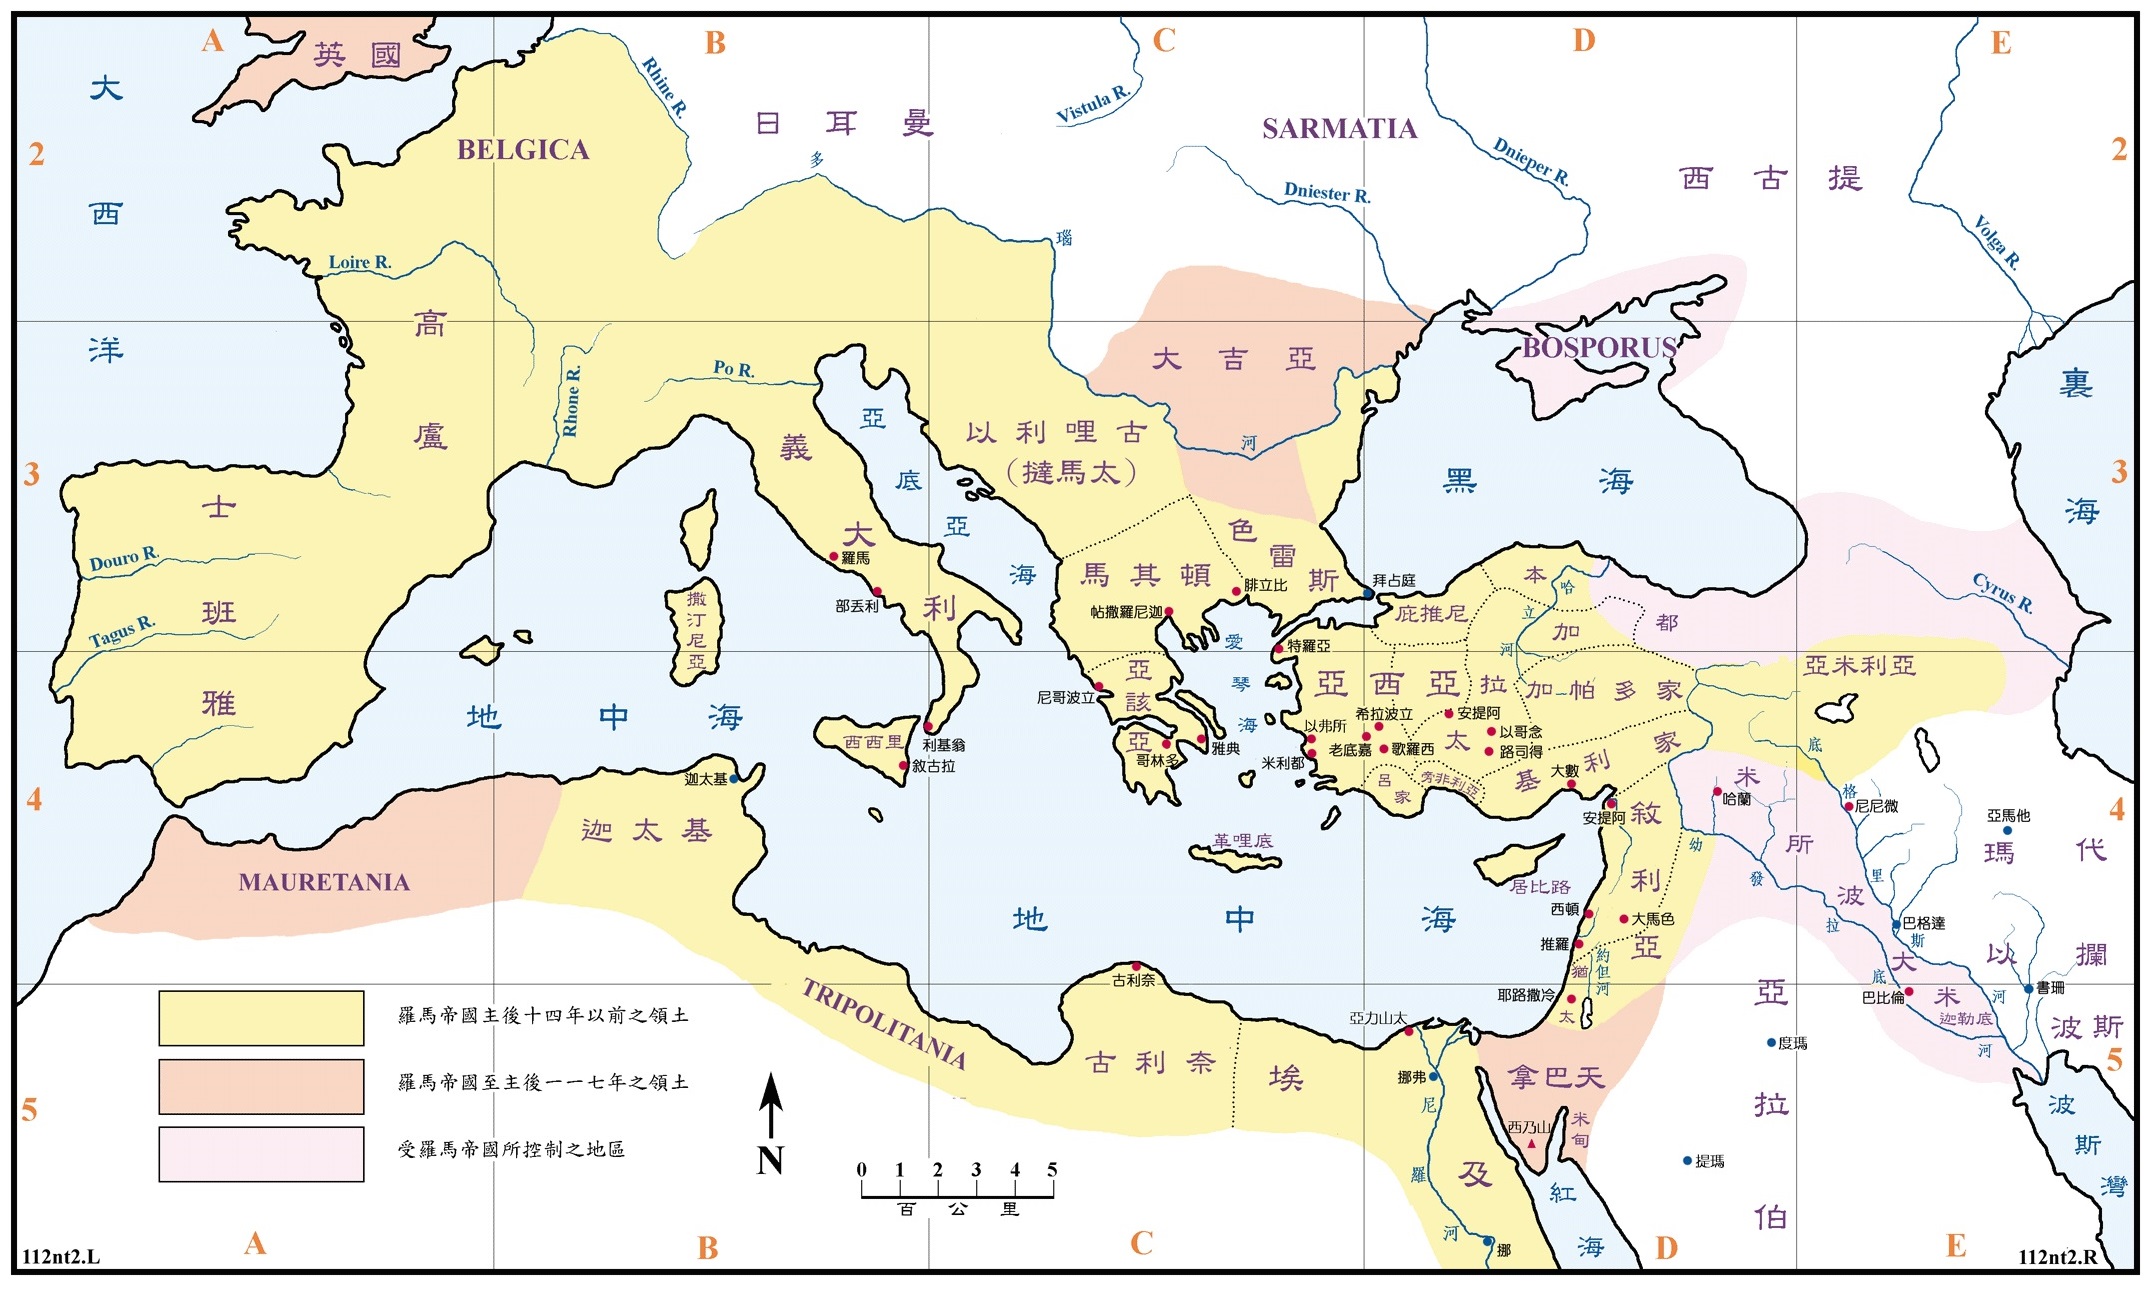 A
B
C
D
E
英國
大西洋
2
BELGICA
Rhine R.
日耳曼
多
瑙
河
Vistula R.
SARMATIA
Dniester R.
Dnieper R.
西古提
Volga R.
2
Loire R.
高盧
Rhone R.
Po R.
亞底亞海
大吉亞
BOSPORUS
裏海
3
士班雅
Douro R.
Tagus R.
義大利
羅馬
部丟利
撒汀尼亞
以利哩古
（撻馬太）
色雷斯
馬其頓
腓立比
帖撒羅尼迦
拜占庭
黑海
3
Cyrus R.
本都
哈立河
庇推尼
加拉太
特羅亞
愛琴海
亞西亞
加帕多家
亞米利亞
亞該亞
尼哥波立
哥林多
雅典
以弗所
米利都
希拉波立
老底嘉
歌羅西
安提阿
以哥念
路司得
呂家
旁非利亞
基利家
大數
安提阿
地中海
西西里
利基翁
敘古拉
迦太基
4
迦太基
MAURETANIA
革哩底
居比路
地中海
敘利亞
西頓
大馬色
推羅
約但河
猶太
耶路撒冷
米所波大米
哈蘭
底格里斯河
尼尼微
幼發拉底河
亞馬他
瑪代
4
巴格達
以攔
書珊
巴比倫
迦勒底
波斯
TRIPOLITANIA
古利奈
古利奈
埃及
亞力山太
挪弗
尼羅河
挪
拿巴天
西乃山
米甸
紅海
亞拉伯
度瑪
提瑪
波斯灣
5
5
羅馬帝國主後十四年以前之領土
羅馬帝國至主後一一七年之領土
受羅馬帝國所控制之地區
N
0 1 2 3 4 5
百公里
A
B
C
D
E
112nt2.L
112nt2.R